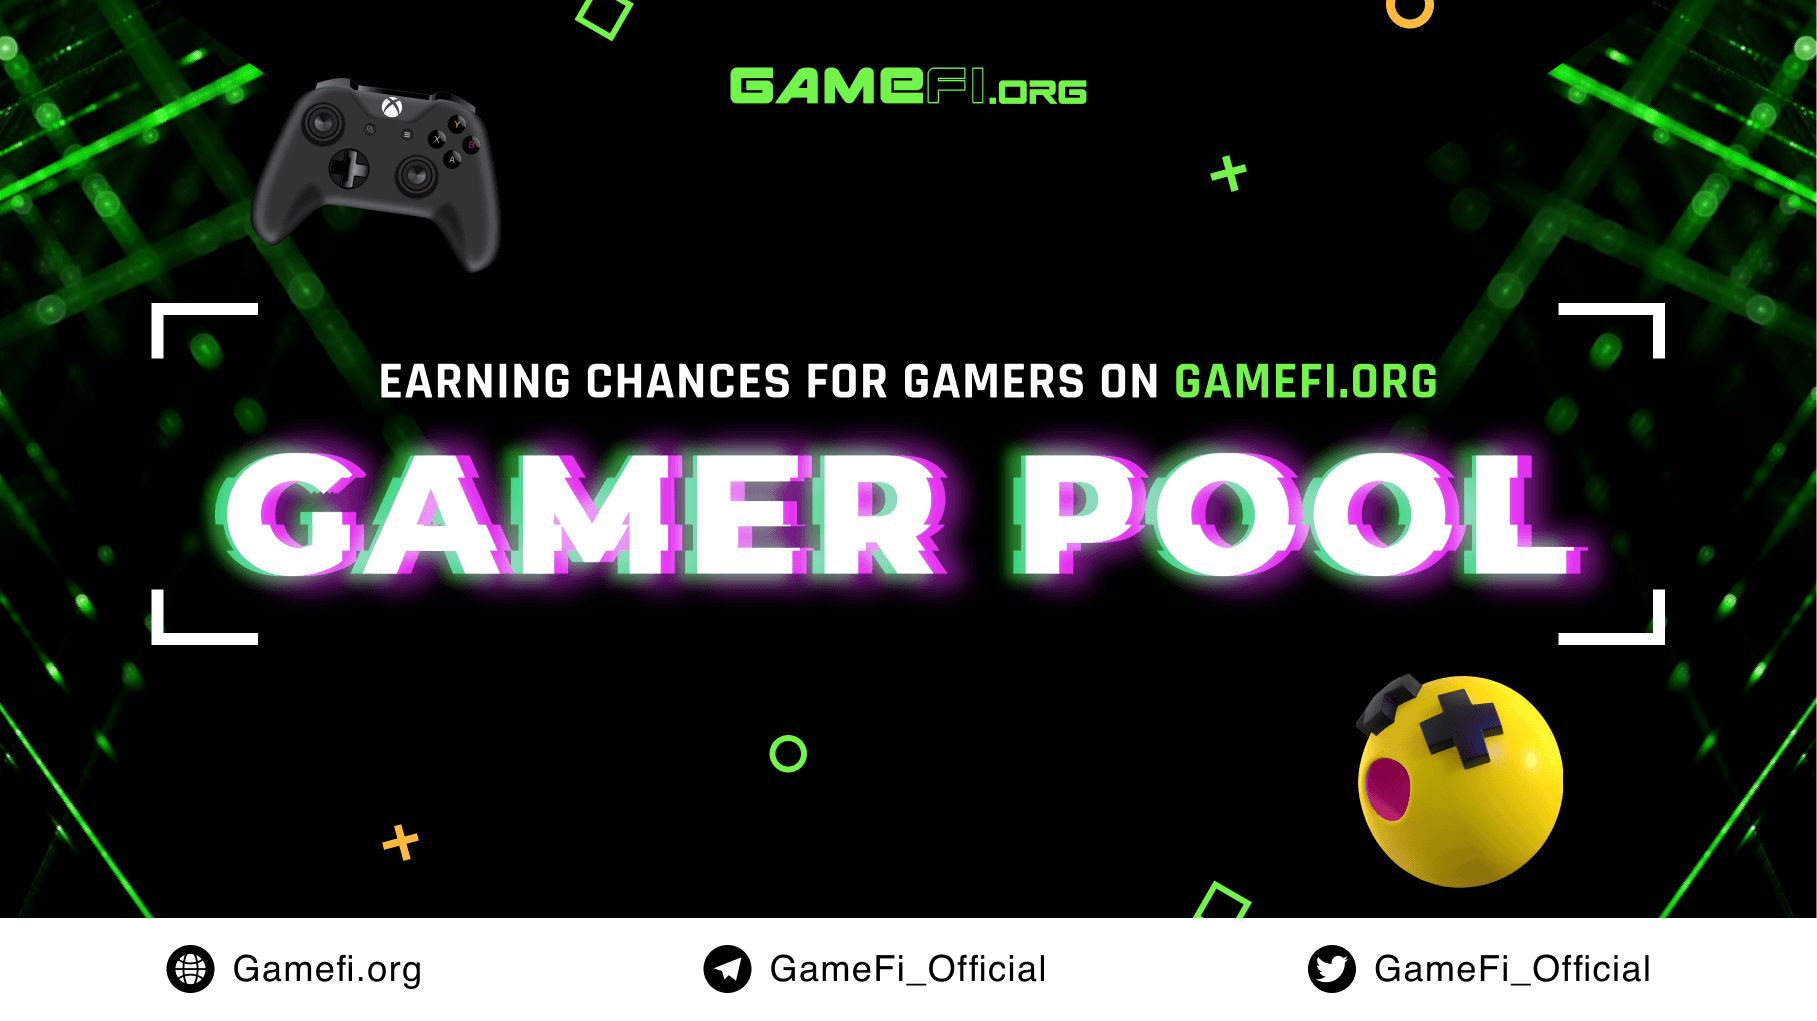 GAMEFI.ORG
Y
X
B
A
EARNING CHANCES FOR GAMERS ON GAMEFI.ORG
GAMER POOL
Gamefi.org
GameFi_Official
GameFi_Official